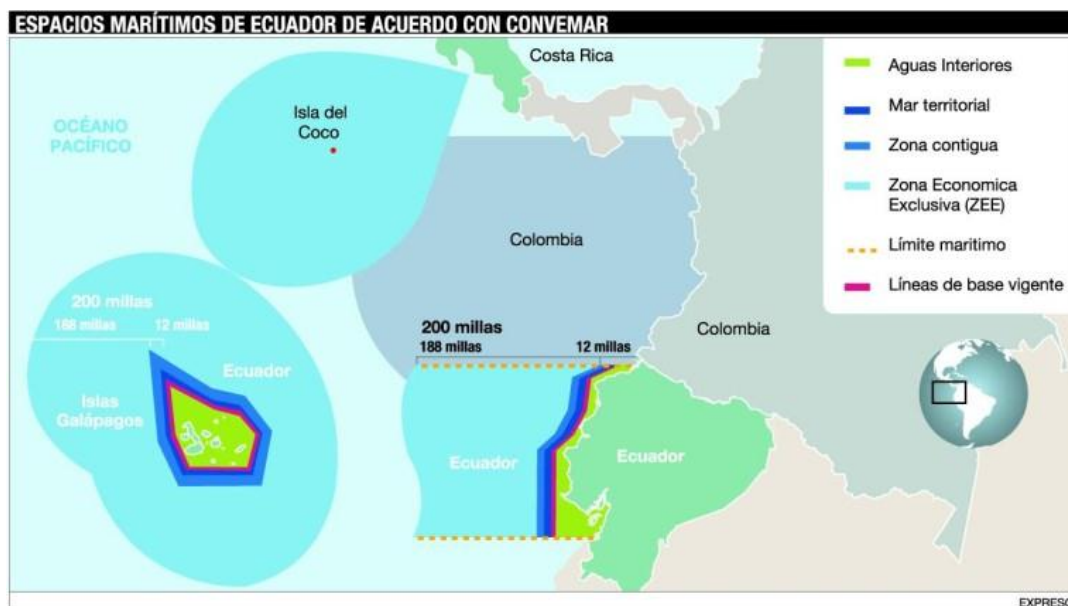 ESPACIOS MARÍTIMOS DE ECUADOR DE ACUERDO CON CONVEMAR
Costa Rica
OCÉANO
PACÍFICO
Isla del
Coco
Colombia
200 millas
188 millas 12 millas
Ecuador
Islas
Galápagos
200 millas
188 millas 12 millas
Colombia
Ecuador
Ecuador
Aguas Interiores
Mar territorial
Zona contigua
Zona Economica
Exclusiva (ZEE)
Límite maritimo
Líneas de base vigente
EXPRESO